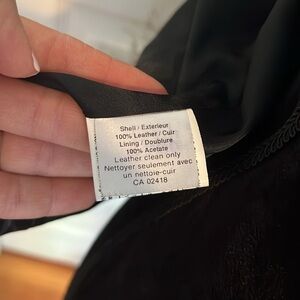 Shell / Exterieur
100% Leather / Cuir
Lining / Doublure
100% Acetate
Leather clean only
Nettoyer seulement avec
un nettoie-cuir
CA 02418